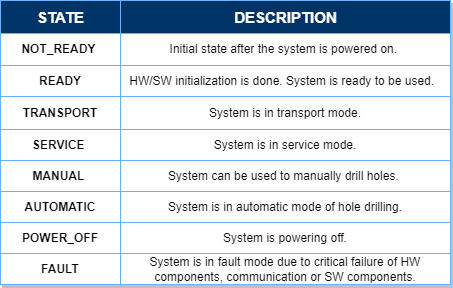 STATE DESCRIPTION
NOT_READY Initial state after the system is powered on.
READY HW/SW initialization is done. System is ready to be used.
TRANSPORT System is in transport mode.
SERVICE System is in service mode.
MANUAL System can be used to manually drill holes.
AUTOMATIC System is in automatic mode of hole drilling.
POWER_OFF System is powering off.
FAULT System is in fault mode due to critical failure of HW
components, communication or SW components.